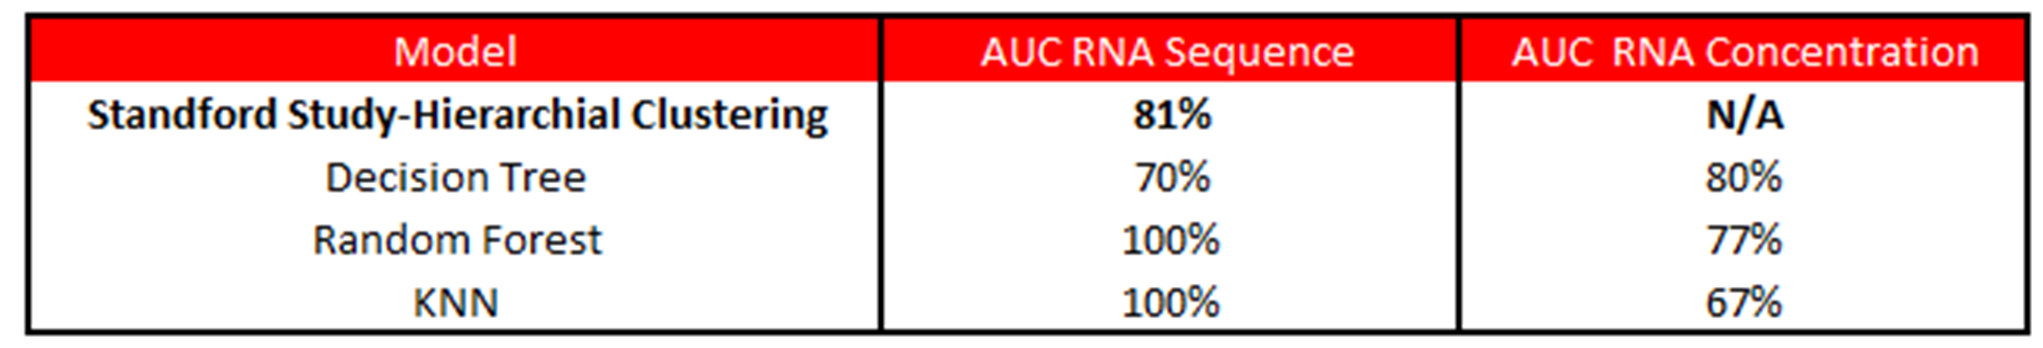 Model AUC RNA Sequence AUC RNA Concentration
Standford Study-Hierarchial Clustering 81% N/A
Decision Tree 70% 80%
Random Forest 100% 77%
KNN 100% 67%